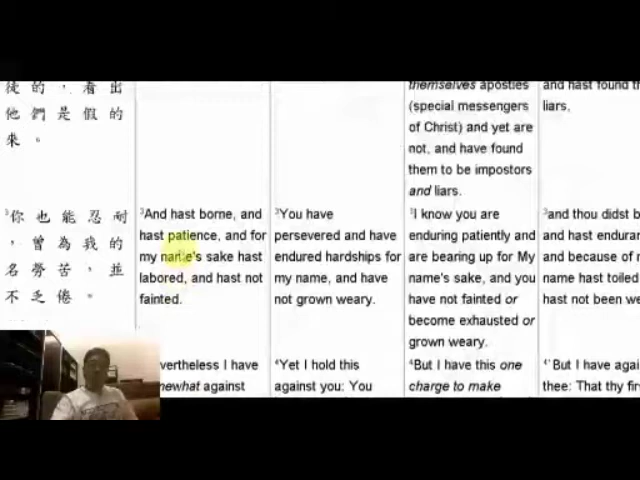 徒的，看出
他們是假的
來。
themselves apostles
(special messengers
of Christ) and yet are
not, and have found
them to be impostors
and liars.
and hast found th
liars,
3你也能忍耐
，曾為我的
名勞苦，並
不乏倦。
3And hast borne, and
hast patience, and for
my name's sake hast
labored, and hast not
fainted.
3You have
persevered and have
endured hardships for
my name, and have
not grown weary.
3I know you are
enduring patiently and
are bearing up for My
name's sake, and you
have not fainted or
become exhausted or
grown weary.
3and thou didst b
and hast enduran
and because of m
name hast toiled
hast not been we
vertheless I have
mewhat against
4Yet I hold this
against you: You
4But I have this one
charge to make
4'But I have agai
thee: That thy firs